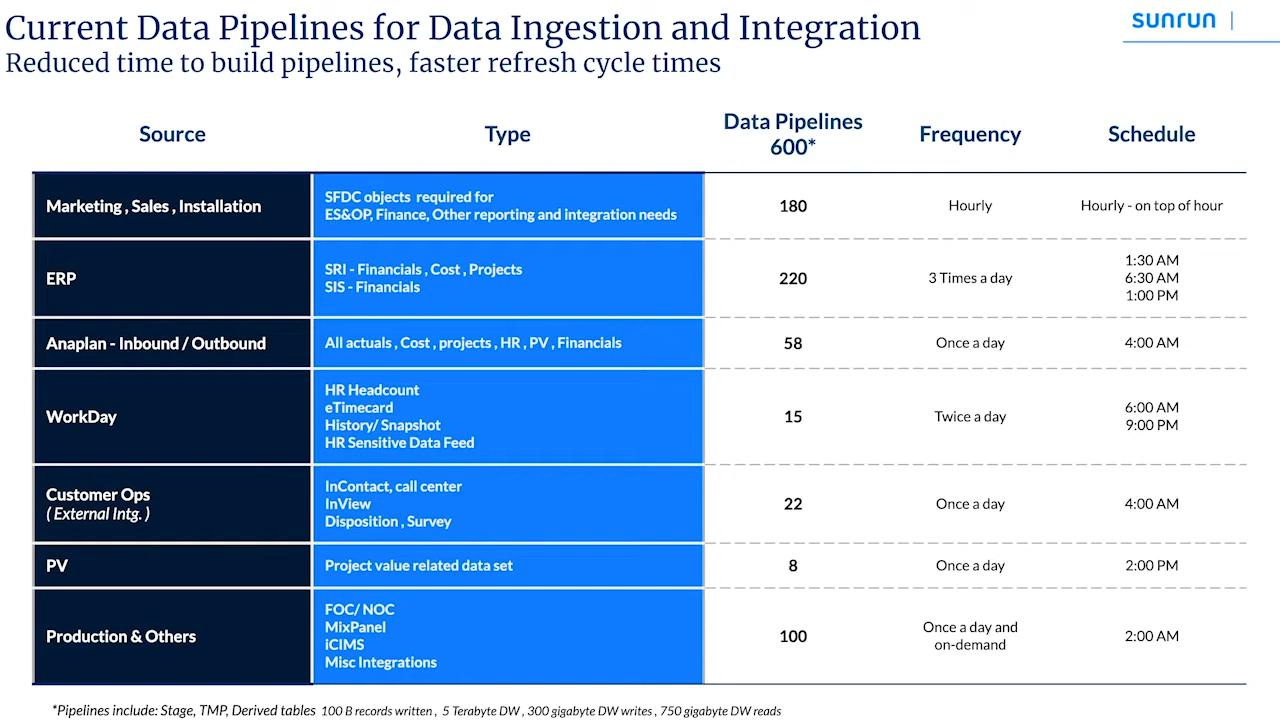 Current Data Pipelines for Data Ingestion and Integration
Reduced time to build pipelines, faster refresh cycle times
sunrun
Source
Type
Data Pipelines
600*
Frequency
Schedule
Marketing , Sales , Installation
SFDC objects required for
ES&OP, Finance, Other reporting and integration needs
180
Hourly
Hourly - on top of hour
ERP
SRI - Financials , Cost , Projects
SIS - Financials
220
3 Times a day
1:30 AM
6:30 AM
1:00 PM
Anaplan - Inbound / Outbound
All actuals , Cost , projects , HR , PV , Financials
58
Once a day
4:00 AM
WorkDay
HR Headcount
eTimecard
History/ Snapshot
HR Sensitive Data Feed
15
Twice a day
6:00 AM
9:00 PM
Customer Ops
( External Intg. )
InContact, call center
InView
Disposition , Survey
22
Once a day
4:00 AM
PV
Project value related data set
8
Once a day
2:00 PM
Production & Others
FOC/ NOC
MixPanel
iCIMS
Misc Integrations
100
Once a day and
on-demand
2:00 AM
*Pipelines include: Stage, TMP, Derived tables 100 B records written , 5 Terabyte DW , 300 gigabyte DW writes , 750 gigabyte DW reads